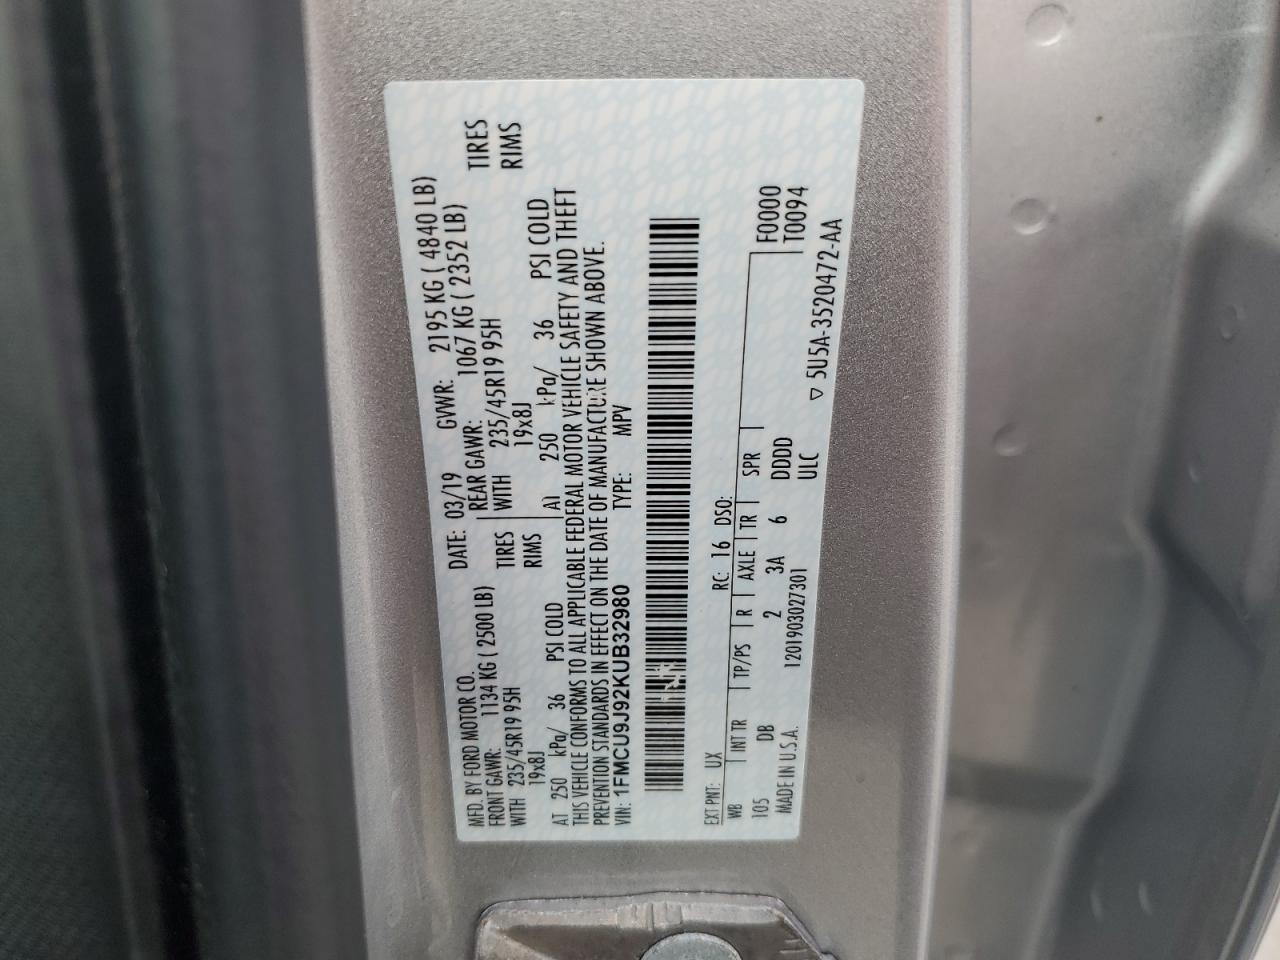 MFD. BY FORD MOTOR CO. DATE: 03/19 GVWR: 2195 KG ( 4840 LB)
FRONT GAWR: 1134 KG ( 2500 LB) REAR GAWR: 1067 KG ( 2352 LB)
WITH 235/45R19 95H TIRES WITH 235/45R19 95H TIRES
19x8J RIMS 19x8J RIMS
AT 250 kPa/ 36 PSI COLD AT 250 kPa/ 36 PSI COLD
THIS VEHICLE CONFORMS TO ALL APPLICABLE FEDERAL MOTOR VEHICLE SAFETY AND THEFT
PREVENTION STANDARDS IN EFFECT ON THE DATE OF MANUFACTURE SHOWN ABOVE.
VIN: 1FMCU9J92KUB32980 TYPE: MPV
EXT PNT: UX RC: 16 DSO:
WB INT TR TP/PS R AXLE TR SPR F0000
105 DB 2 3A 6 DDDD T0094
MADE IN U.S.A. 1201903027301 ULC
▽ 5U5A-3520472-AA